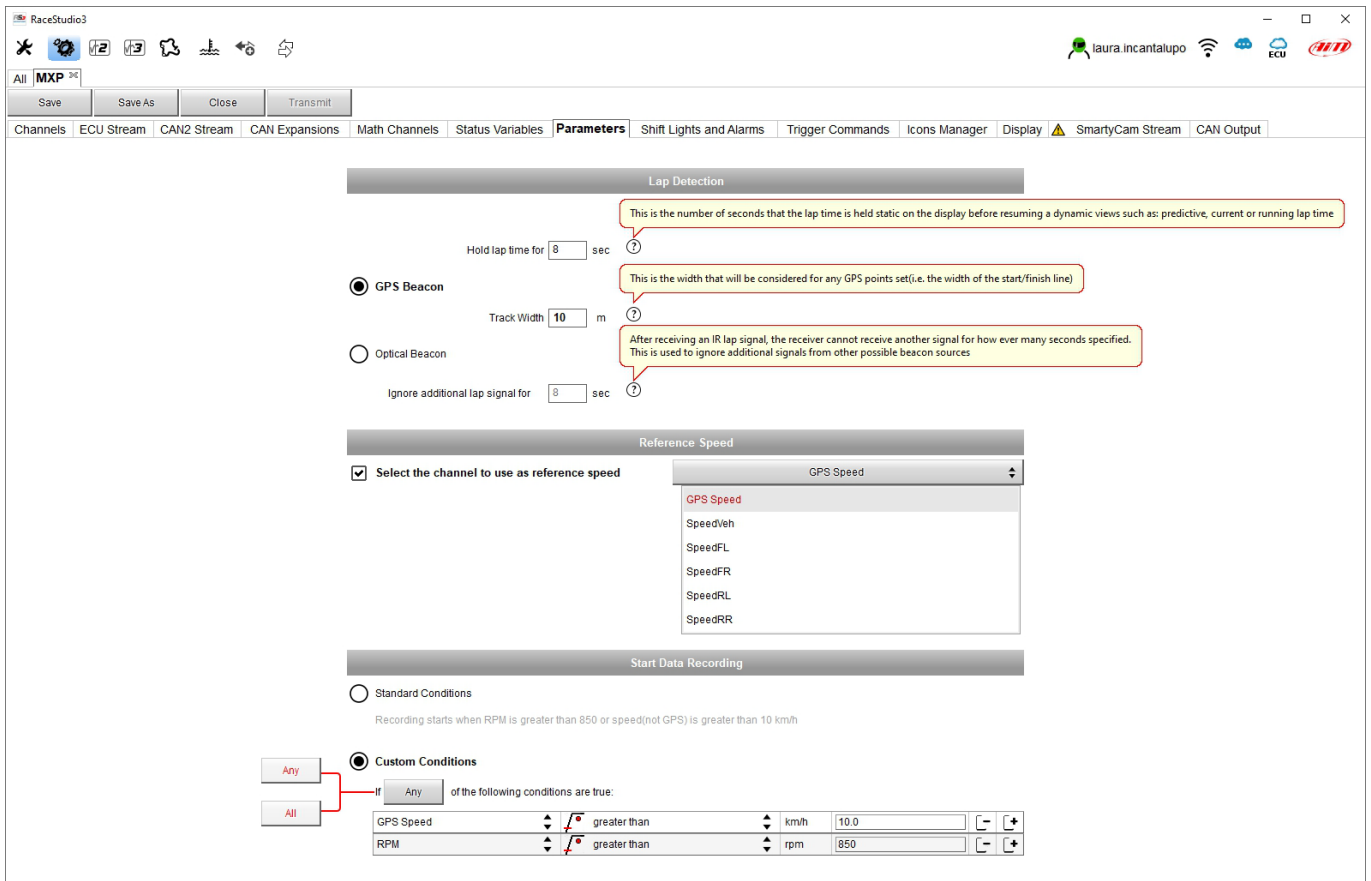 RaceStudio3
laura.incantalupo
ECU
AiM
All MXP
Save Save As Close Transmit
Channels ECU Stream CAN2 Stream CAN Expansions Math Channels Status Variables Parameters Shift Lights and Alarms Trigger Commands Icons Manager Display SmartyCam Stream CAN Output
Lap Detection
This is the number of seconds that the lap time is held static on the display before resuming a dynamic views such as: predictive, current or running lap time
Hold lap time for 8 sec ?
This is the width that will be considered for any GPS points set(i.e. the width of the start/finish line)
GPS Beacon
Track Width 10 m ?
After receiving an IR lap signal, the receiver cannot receive another signal for how ever many seconds specified.
This is used to ignore additional signals from other possible beacon sources
Optical Beacon
Ignore additional lap signal for 8 sec ?
Reference Speed
Select the channel to use as reference speed GPS Speed
GPS Speed
SpeedVeh
SpeedFL
SpeedFR
SpeedRL
SpeedRR
Start Data Recording
Standard Conditions
Recording starts when RPM is greater than 850 or speed(not GPS) is greater than 10 km/h
Custom Conditions
Any
If Any of the following conditions are true:
All
GPS Speed greater than km/h 10.0
RPM greater than rpm 850